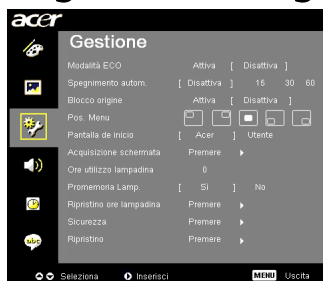 acer
Gestione
Modalità ECO Attiva [ Disattiva ]
Spegnimento autom. [ Disattiva ] 15 30 60
Blocco origine Attiva [ Disattiva ]
Pos. Menu
Pantalla de inicio [ Acer ] Utente
Acquisizione schermata Premere
Ore utilizzo lampadina 0
Promemoria Lamp. [ Sì ] No
Ripristino ore lampadina Premere
Sicurezza Premere
Ripristino Premere
abc
Seleziona Inserisci MENU Uscita